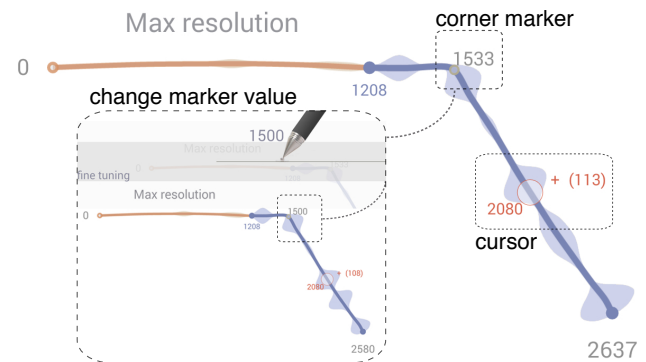 Max resolution
corner marker
0
1533
1208
change marker value
1500
Max resolution
1208
fine tuning
Max resolution
0
1500
1208
+ (108)
2080
2580
+ (113)
2080
cursor
2637